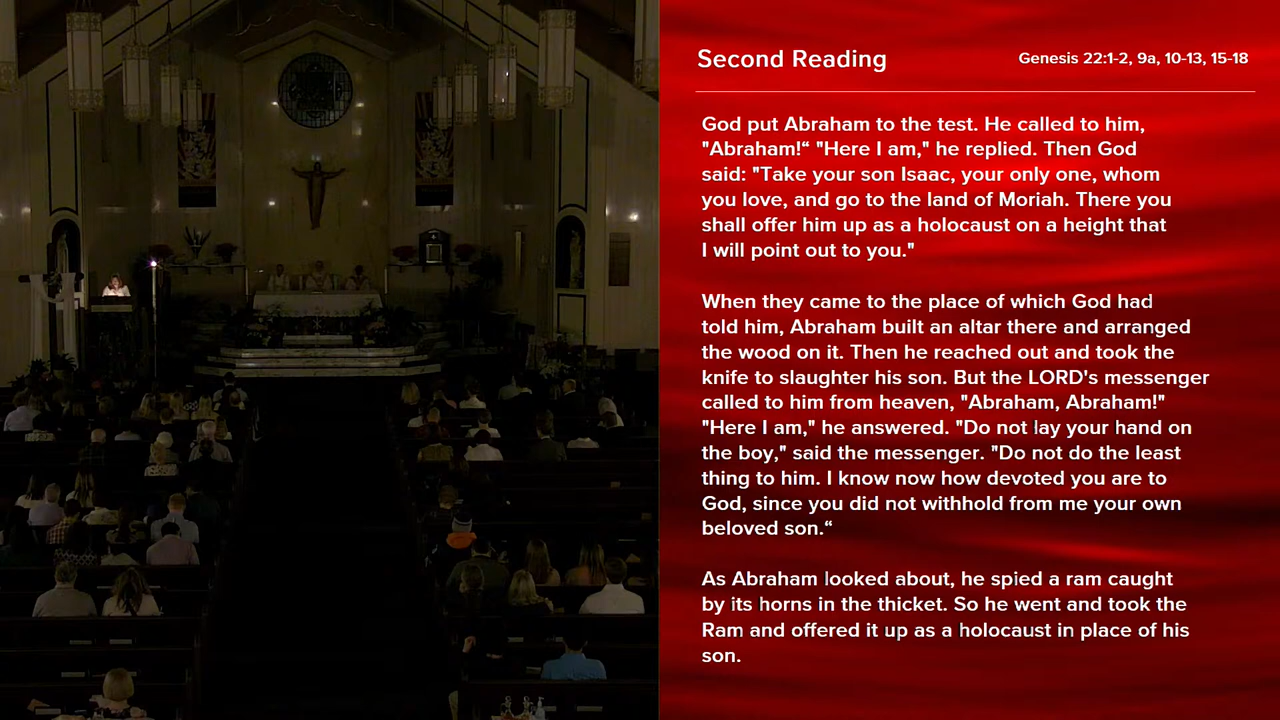 Second Reading
Genesis 22:1-2, 9a, 10-13, 15-18
God put Abraham to the test. He called to him,
"Abraham!“ "Here I am," he replied. Then God
said: "Take your son Isaac, your only one, whom
you love, and go to the land of Moriah. There you
shall offer him up as a holocaust on a height that
I will point out to you."
When they came to the place of which God had
told him, Abraham built an altar there and arranged
the wood on it. Then he reached out and took the
knife to slaughter his son. But the LORD's messenger
called to him from heaven, "Abraham, Abraham!"
"Here I am," he answered. "Do not lay your hand on
the boy," said the messenger. "Do not do the least
thing to him. I know now how devoted you are to
God, since you did not withhold from me your own
beloved son.“
As Abraham looked about, he spied a ram caught
by its horns in the thicket. So he went and took the
Ram and offered it up as a holocaust in place of his
son.